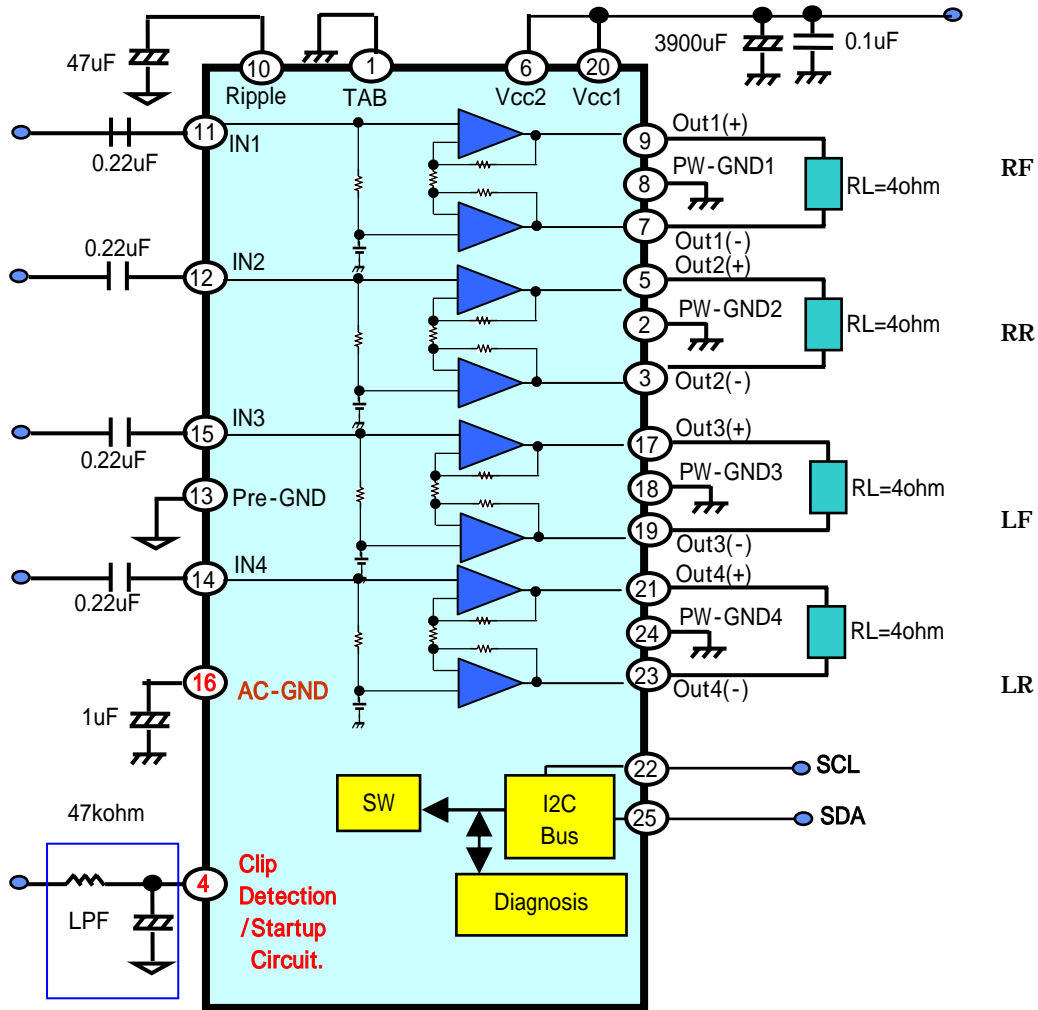 3900uF
0.1uF
47uF
10
1
6
20
Ripple
TAB
Vcc2
Vcc1
11
IN1
0.22uF
9
Out1(+)
PW-GND1
8
RL=4ohm
RF
7
Out1(-)
0.22uF
12
IN2
Out2(+)
5
PW-GND2
2
RL=4ohm
RR
3
Out2(-)
15
IN3
0.22uF
17
Out3(+)
PW-GND3
18
RL=4ohm
LF
13
Pre-GND
19
Out3(-)
14
IN4
0.22uF
21
Out4(+)
PW-GND4
24
RL=4ohm
LR
23
Out4(-)
16
AC-GND
1uF
22
SCL
SW
I2C
Bus
25
SDA
47kohm
4
LPF
Clip
Detection
/Startup
Circuit.
Diagnosis